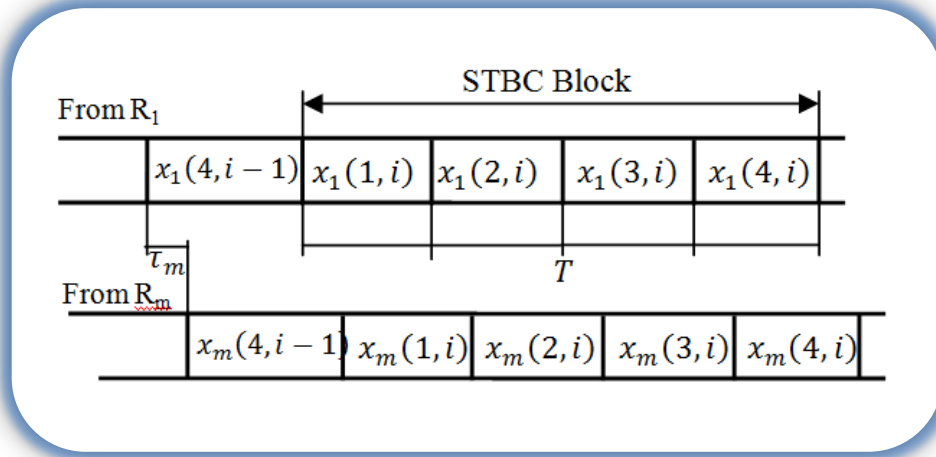 STBC Block
From R₁
x₁(4, i − 1) x₁(1, i) x₁(2, i) x₁(3, i) x₁(4, i)
τₘ
T
From Rₘ
xₘ(4, i − 1) xₘ(1, i) xₘ(2, i) xₘ(3, i) xₘ(4, i)